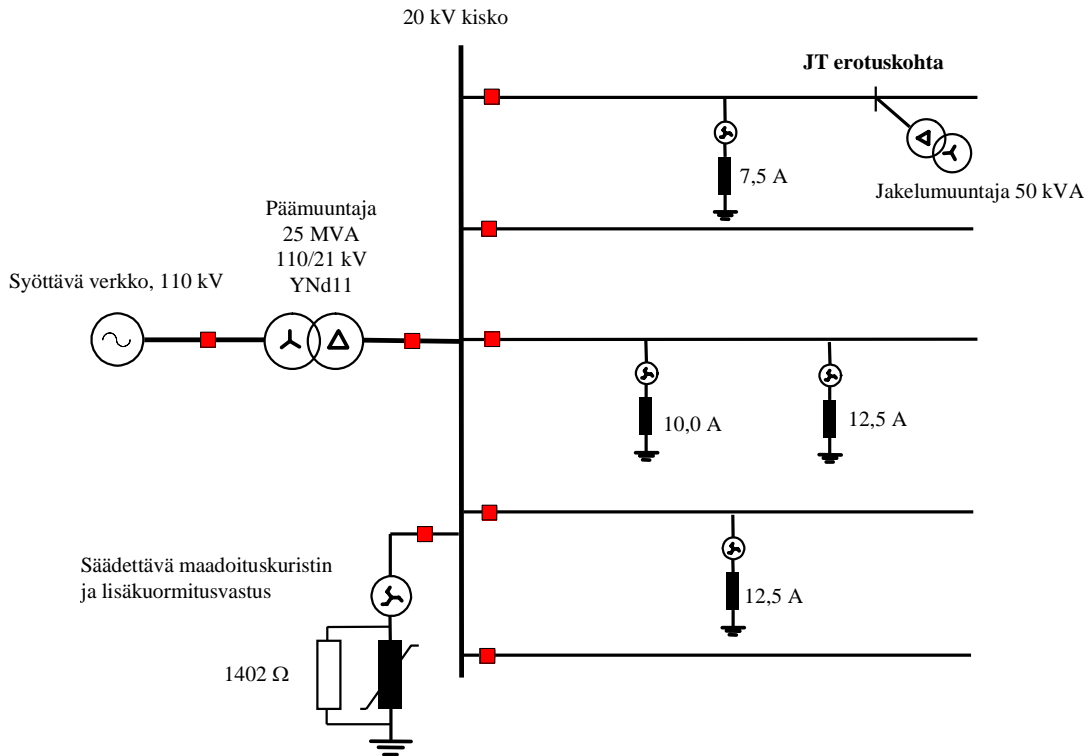 20 kV kisko
JT erotuskohta
7,5 A
Jakelumuuntaja 50 kVA
Päämuuntaja
25 MVA
110/21 kV
YNd11
Syöttävä verkko, 110 kV
10,0 A
12,5 A
Säädettävä maadoituskuristin
ja lisäkuormitusvastus
12,5 A
1402 Ω